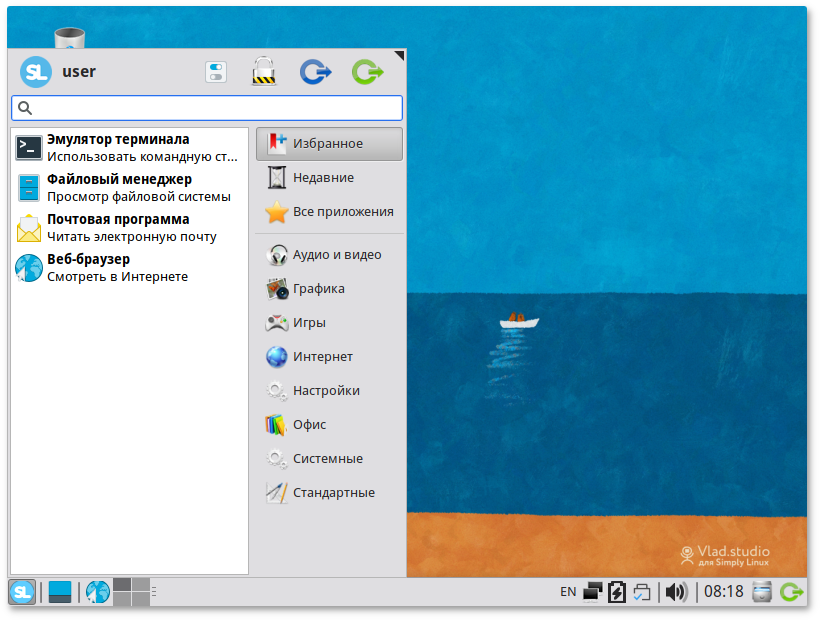 SL user
Эмулятор терминала
Использовать командную ст...
Файловый менеджер
Просмотр файловой системы
Почтовая программа
Читать электронную почту
Веб-браузер
Смотреть в Интернете
Избранное
Недавние
Все приложения
Аудио и видео
Графика
Игры
Интернет
Настройки
Офис
Системные
Стандартные
Vlad.studio
для Simply Linux
SL EN 08:18